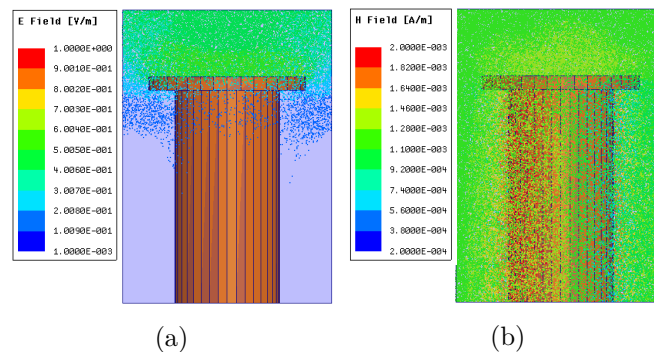 E Field [V/m]
1.0000E+000
9.0010E-001
8.0020E-001
7.0030E-001
6.0040E-001
5.0050E-001
4.0060E-001
3.0070E-001
2.0080E-001
1.0090E-001
1.0000E-003
H Field [A/m]
2.0000E-003
1.8200E-003
1.6400E-003
1.4600E-003
1.2800E-003
1.1000E-003
9.2000E-004
7.4000E-004
5.6000E-004
3.8000E-004
2.0000E-004
(a)
(b)